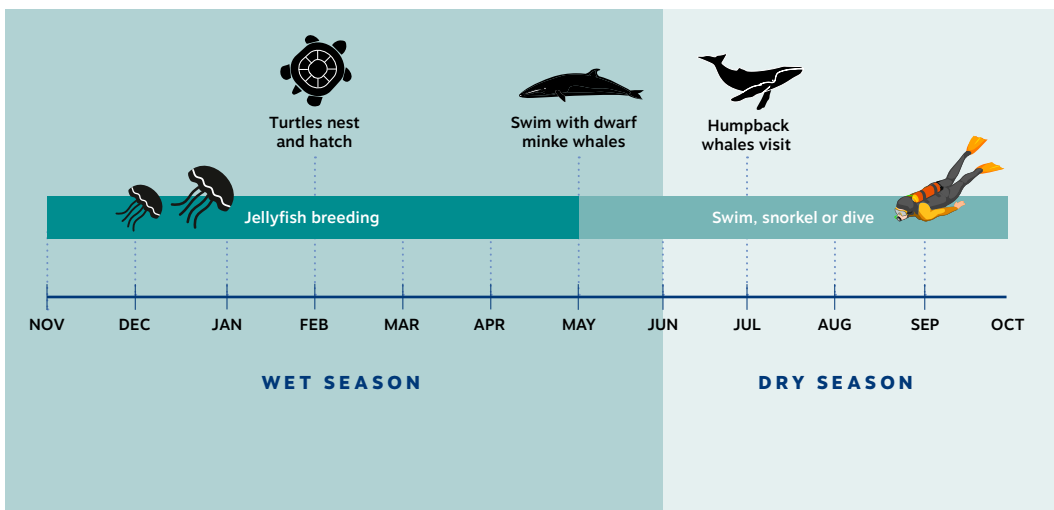 Turtles nest
and hatch
Swim with dwarf
minke whales
Humpback
whales visit
Jellyfish breeding
Swim, snorkel or dive
NOV DEC JAN FEB MAR APR MAY JUN JUL AUG SEP OCT
WET SEASON
DRY SEASON